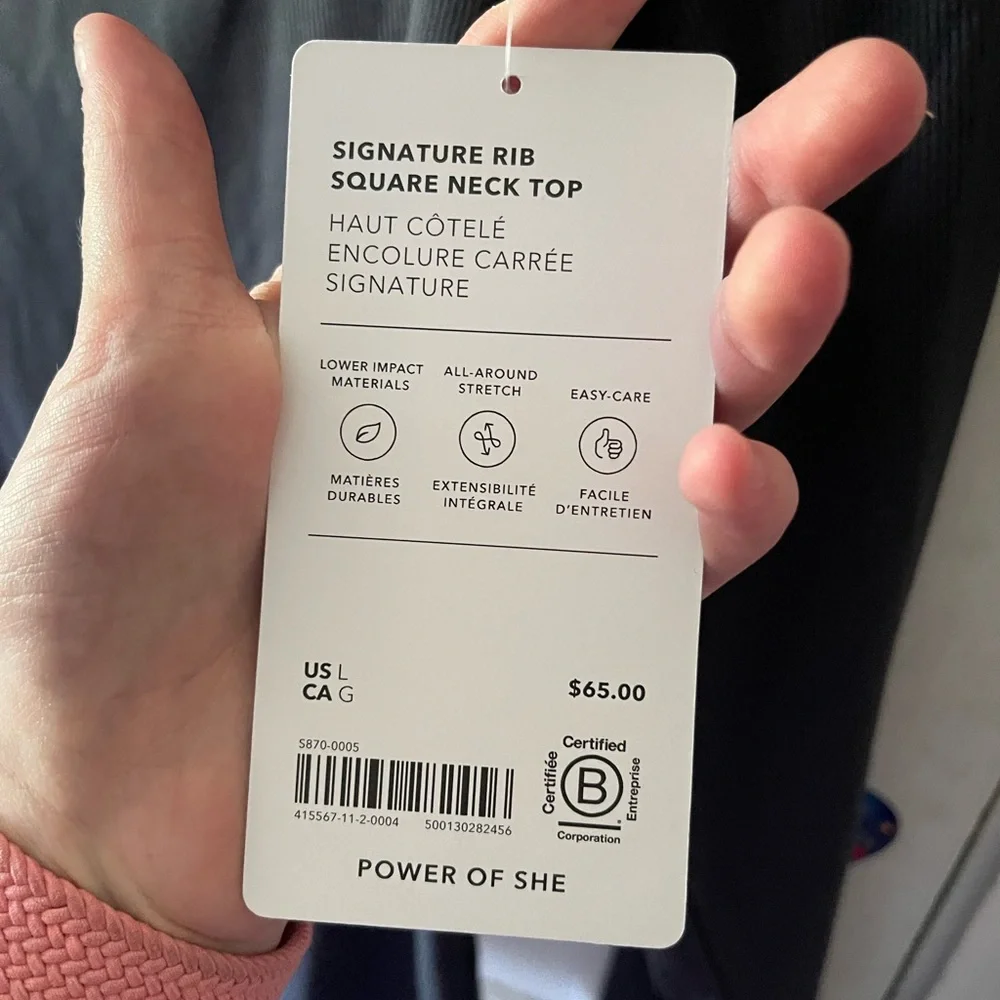 SIGNATURE RIB
SQUARE NECK TOP
HAUT CÔTELÉ
ENCOLURE CARRÉE
SIGNATURE
LOWER IMPACT
MATERIALS
ALL-AROUND
STRETCH
EASY-CARE
MATIÈRES
DURABLES
EXTENSIBILITÉ
INTÉGRALE
FACILE
D'ENTRETIEN
US L
CA G
$65.00
S870-0005
415567-11-2-0004 500130282456
Certified
Certifiée
B
Entreprise
Corporation
POWER OF SHE